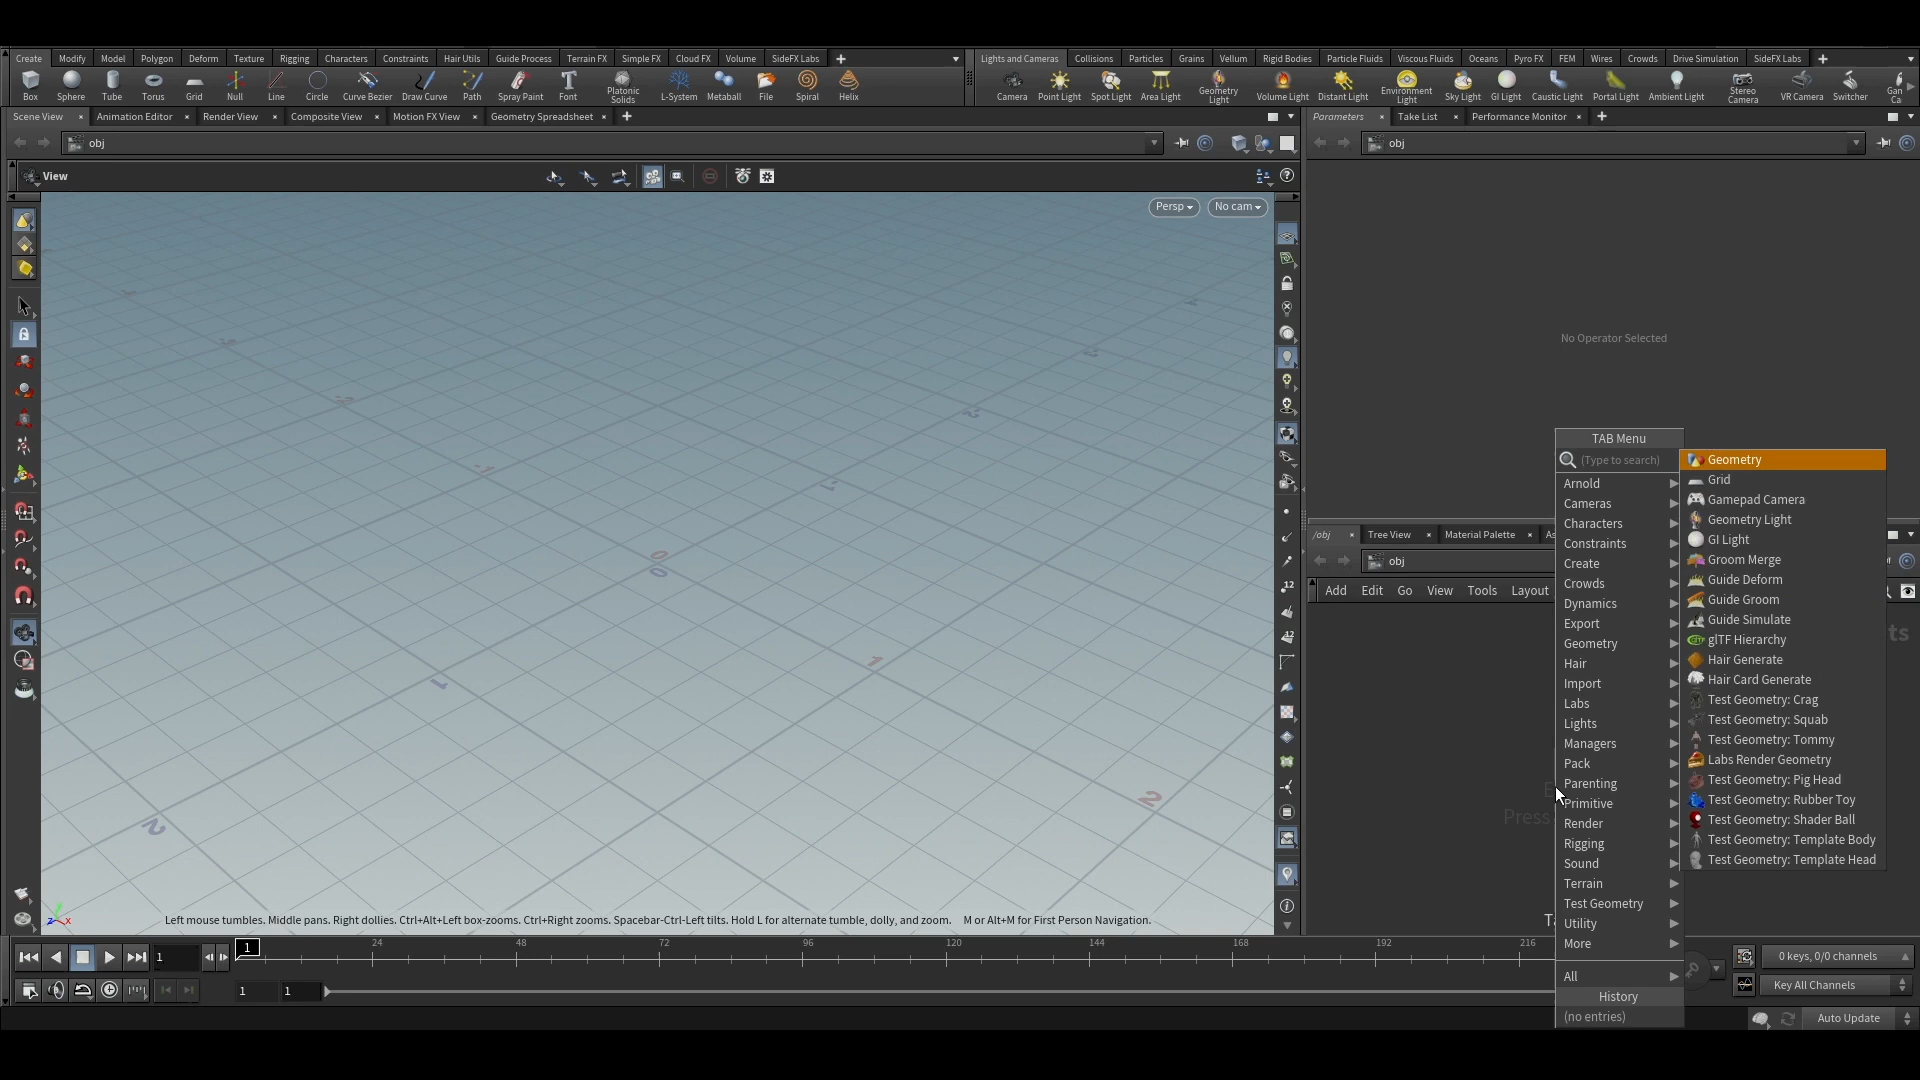 Create Modify Model Polygon Deform Texture Rigging Characters Constraints Hair Utils Guide Process Terrain FX Simple FX Cloud FX Volume SideFX Labs
Lights and Cameras Collisions Particles Grains Vellum Rigid Bodies Particle Fluids Viscous Fluids Oceans Pyro FX FEM Wires Crowds Drive Simulation SideFX Labs
Box Sphere Tube Torus Grid Null Line Circle Curve Bezier Draw Curve Path Spray Paint Font Platonic Solids L-System Metaball File Spiral Helix
Camera Point Light Spot Light Area Light Geometry Light Volume Light Distant Light Environment Light Sky Light GI Light Caustic Light Portal Light Ambient Light Stereo Camera VR Camera Switcher Gan Ca
Scene View Animation Editor Render View Composite View Motion FX View Geometry Spreadsheet
Parameters Take List Performance Monitor
obj
obj
View
Persp No cam
No Operator Selected
TAB Menu
(Type to search)
Arnold
Cameras
Characters
Constraints
Create
Crowds
Dynamics
Export
Geometry
Hair
Import
Labs
Lights
Managers
Pack
Parenting
Primitive
Render
Rigging
Sound
Terrain
Test Geometry
Utility
More
All
History
(no entries)
Geometry
Grid
Gamepad Camera
Geometry Light
GI Light
Groom Merge
Guide Deform
Guide Groom
Guide Simulate
glTF Hierarchy
Hair Generate
Hair Card Generate
Test Geometry: Crag
Test Geometry: Squab
Test Geometry: Tommy
Labs Render Geometry
Test Geometry: Pig Head
Test Geometry: Rubber Toy
Test Geometry: Shader Ball
Test Geometry: Template Body
Test Geometry: Template Head
/obj Tree View Material Palette As
obj
Add Edit Go View Tools Layout
ts
Press
Left mouse tumbles. Middle pans. Right dollies. Ctrl+Alt+Left box-zooms. Ctrl+Right zooms. Spacebar-Ctrl-Left tilts. Hold L for alternate tumble, dolly, and zoom. M or Alt+M for First Person Navigation.
z x
1 1 24 48 72 96 120 144 168 192 216
0 keys, 0/0 channels
1 1
Key All Channels
Auto Update